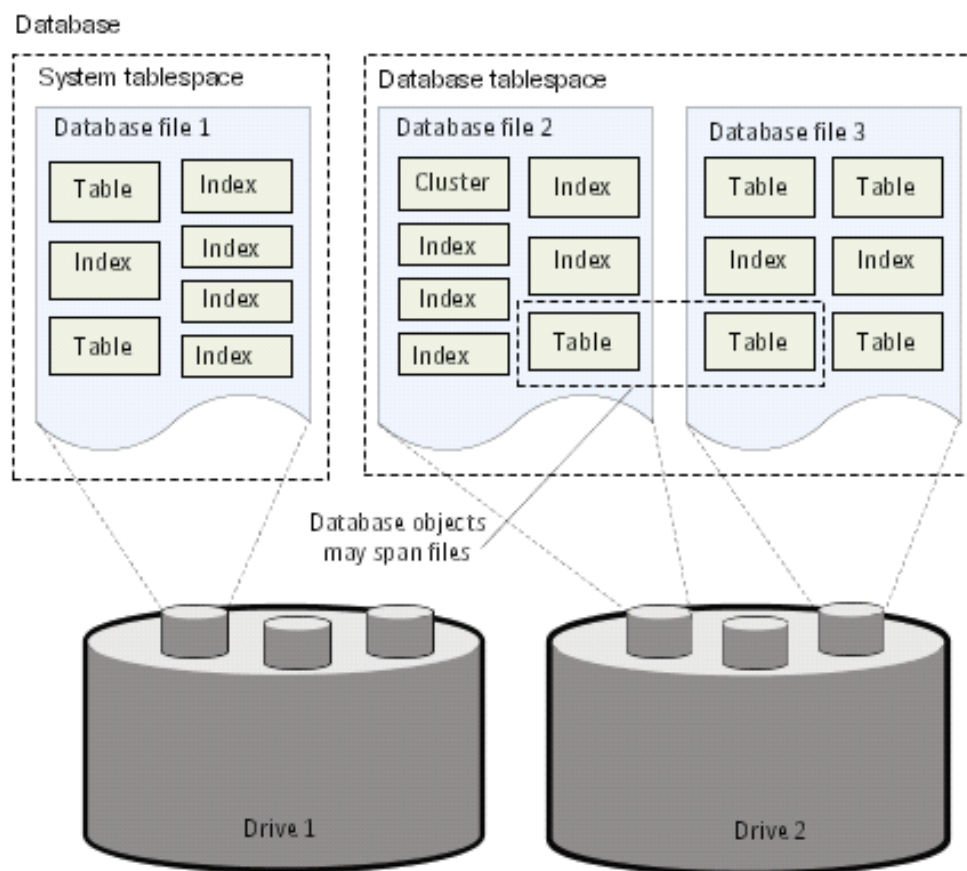 Database
System tablespace
Database tablespace
Database file 1
Table
Index
Index
Index
Table
Index
Index
Database file 2
Cluster
Index
Index
Index
Index
Index
Table
Database file 3
Table
Table
Index
Index
Table
Table
Database objects
may span files
Drive 1
Drive 2